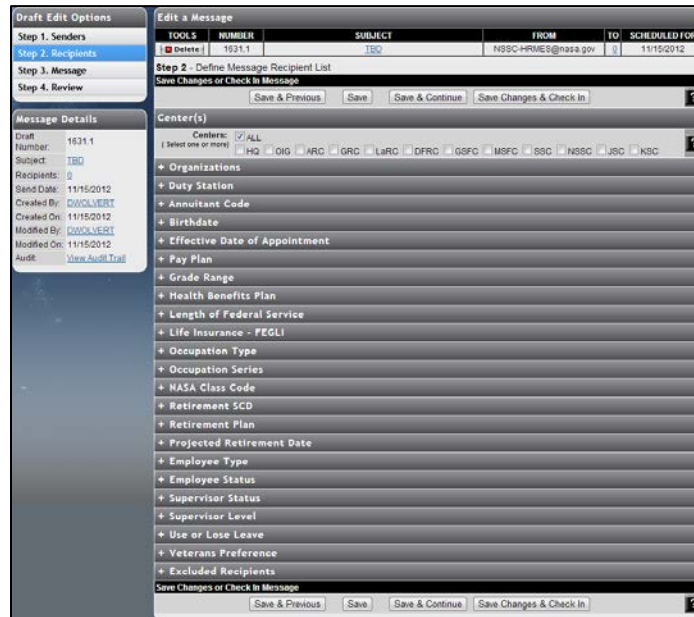 Draft Edit Options
Step 1. Senders
Step 2. Recipients
Step 3. Message
Step 4. Review
Message Details
Draft Number: 1631.1
Subject: TBD
Recipients: 0
Send Date: 11/15/2012
Created By: DWOLVERT
Created On: 11/15/2012
Modified By: DWOLVERT
Modified On: 11/15/2012
Audit: View Audit Trail
Edit a Message
TOOLS NUMBER SUBJECT FROM TO SCHEDULED FOR
Delete 1631.1 TBD NSSC-HRMES@nasa.gov 0 11/15/2012
Step 2 - Define Message Recipient List
Save Changes or Check In Message
Save & Previous Save Save & Continue Save Changes & Check In ?
Center(s)
Centers: ALL ?
( Select one or more) HQ OIG ARC GRC LaRC DFRC GSFC MSFC SSC NSSC JSC KSC
+ Organizations
+ Duty Station
+ Annuitant Code
+ Birthdate
+ Effective Date of Appointment
+ Pay Plan
+ Grade Range
+ Health Benefits Plan
+ Length of Federal Service
+ Life Insurance - FEGLI
+ Occupation Type
+ Occupation Series
+ NASA Class Code
+ Retirement SCD
+ Retirement Plan
+ Projected Retirement Date
+ Employee Type
+ Employee Status
+ Supervisor Status
+ Supervisor Level
+ Use or Lose Leave
+ Veterans Preference
+ Excluded Recipients
Save Changes or Check In Message
Save & Previous Save Save & Continue Save Changes & Check In ?